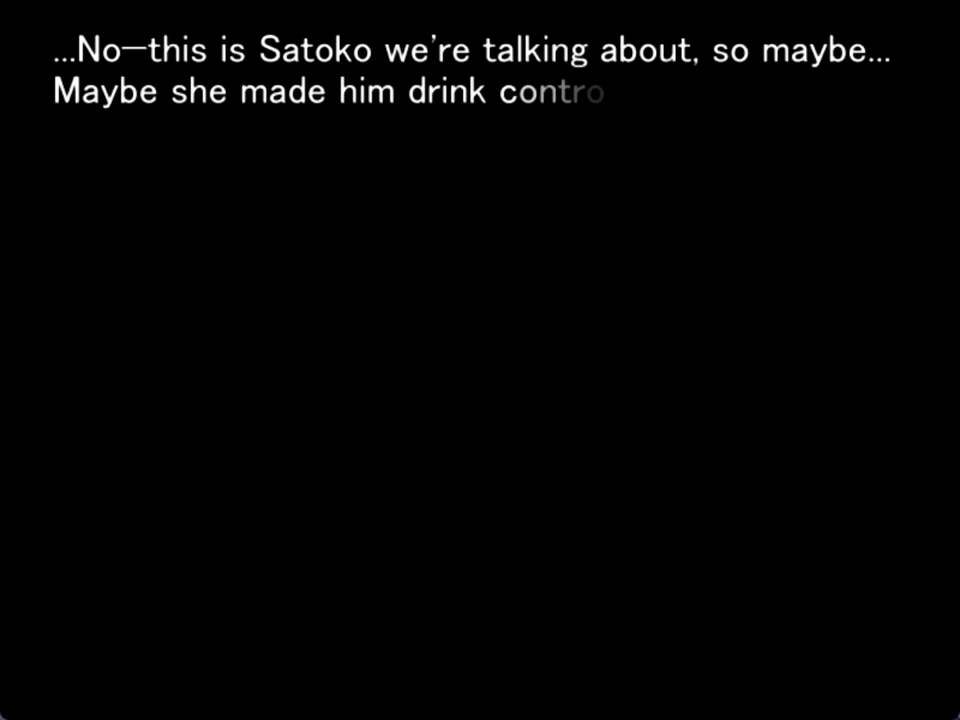 ...No—this is Satoko we're talking about, so maybe...
Maybe she made him drink contro